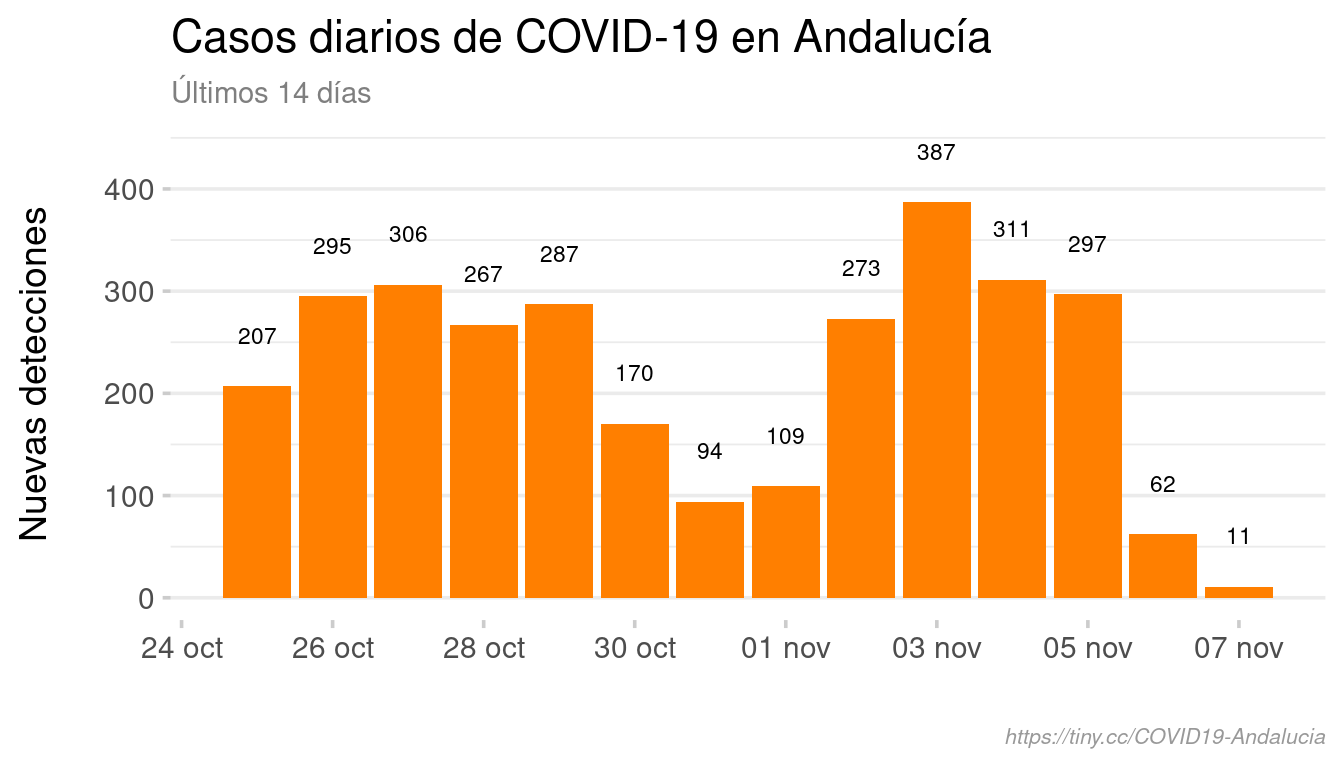 Casos diarios de COVID-19 en Andalucía
Últimos 14 días
Nuevas detecciones
400
300
200
100
0
207
295
306
267
287
170
94
109
273
387
311
297
62
11
24 oct
26 oct
28 oct
30 oct
01 nov
03 nov
05 nov
07 nov
https://tiny.cc/COVID19-Andalucia